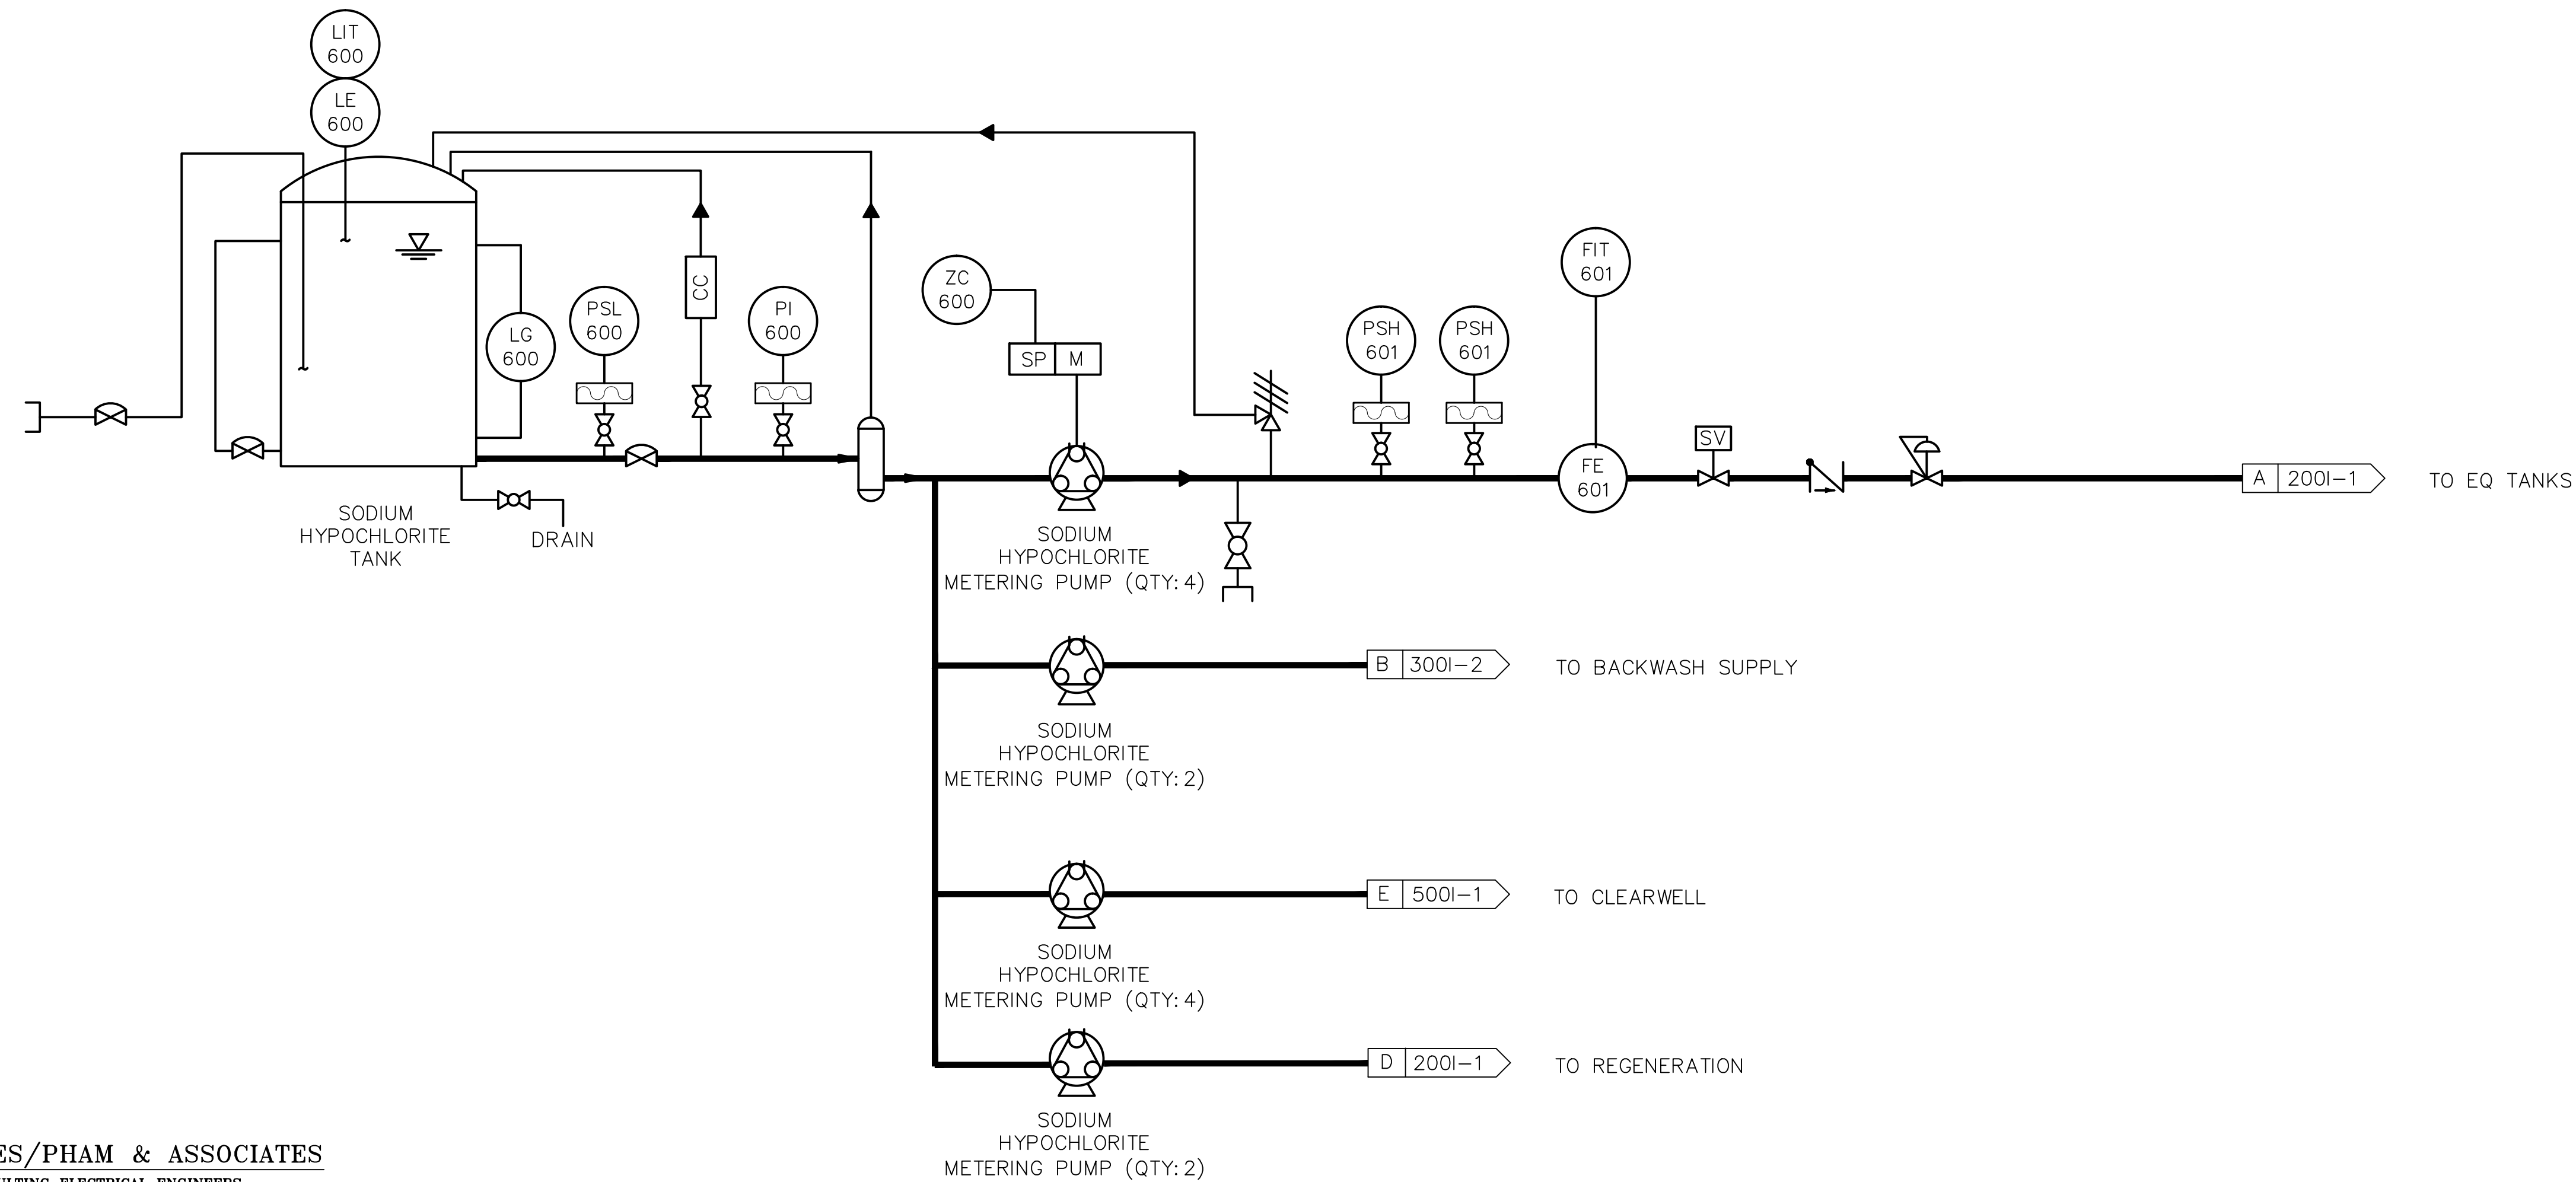 LIT
600
LE
600
LG
600
PSL
600
CC
PI
600
ZC
600
SP M
PSH
601
PSH
601
FIT
601
FE
601
SV
A 200I-1
TO EQ TANKS
SODIUM
HYPOCHLORITE
TANK
DRAIN
SODIUM
HYPOCHLORITE
METERING PUMP (QTY: 4)
B 300I-2
TO BACKWASH SUPPLY
SODIUM
HYPOCHLORITE
METERING PUMP (QTY: 2)
E 500I-1
TO CLEARWELL
SODIUM
HYPOCHLORITE
METERING PUMP (QTY: 4)
D 200I-1
TO REGENERATION
SODIUM
HYPOCHLORITE
METERING PUMP (QTY: 2)
ES/PHAM & ASSOCIATES
ELECTRICAL ENGINEERS